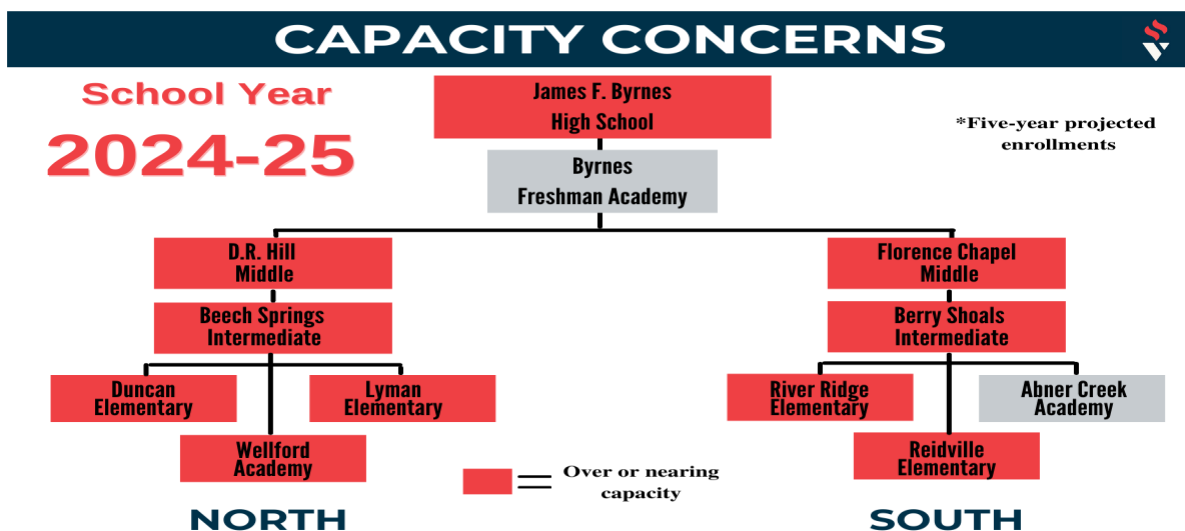 CAPACITY CONCERNS
School Year
2024-25
James F. Byrnes
High School
*Five-year projected
enrollments
Byrnes
Freshman Academy
D.R. Hill
Middle
Florence Chapel
Middle
Beech Springs
Intermediate
Berry Shoals
Intermediate
Duncan
Elementary
Lyman
Elementary
River Ridge
Elementary
Abner Creek
Academy
Wellford
Academy
Reidville
Elementary
Over or nearing
capacity
NORTH
SOUTH